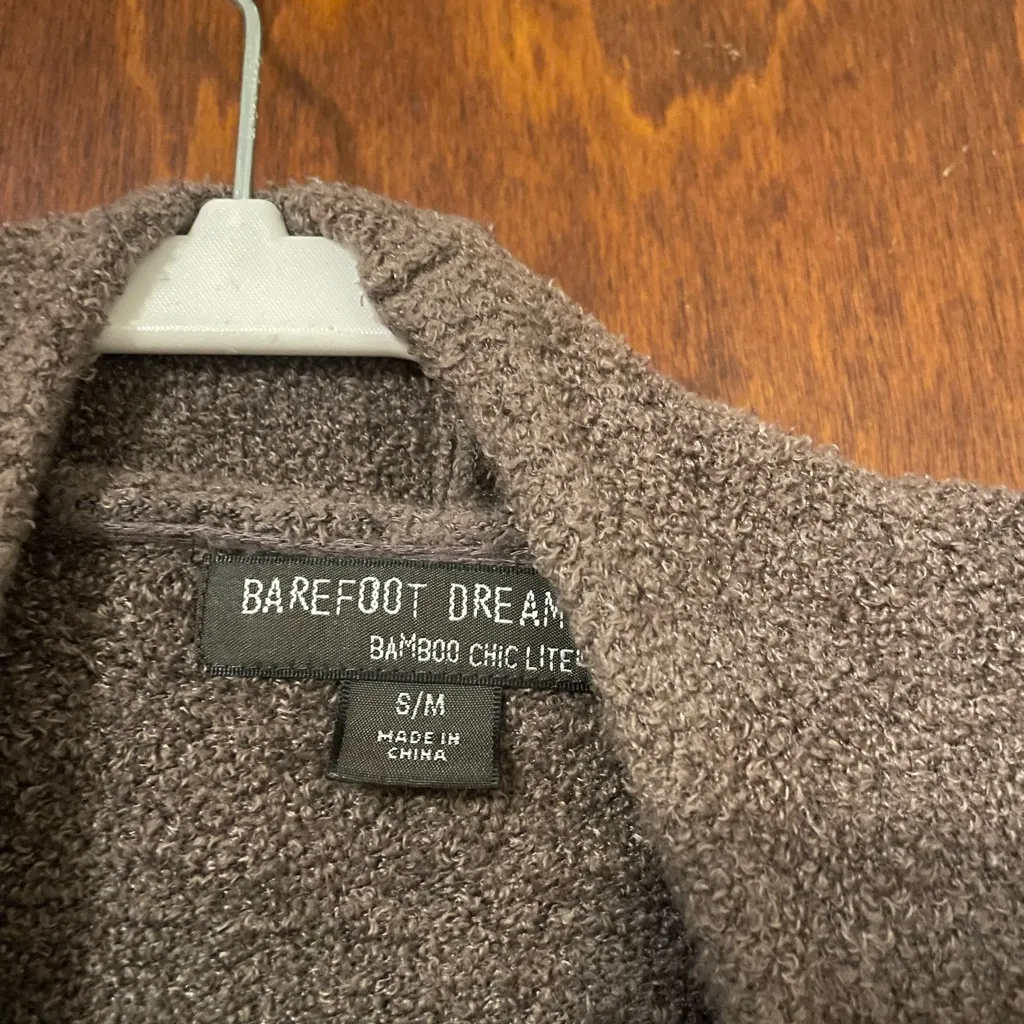 BAREFOOT DREAM
BAMBOO CHIC LITE
S/M
MADE IN
CHINA